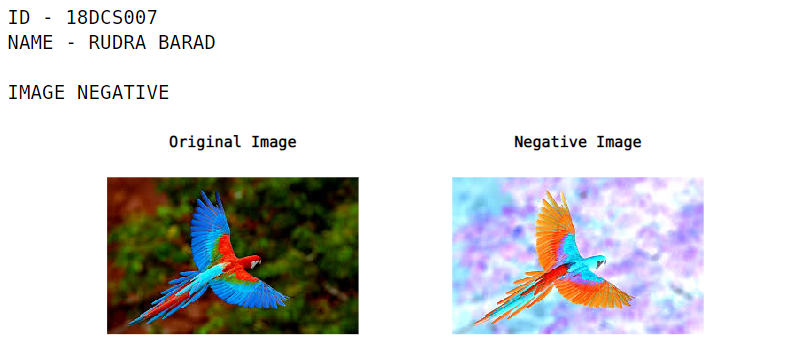 ID - 18DCS007
NAME - RUDRA BARAD
IMAGE NEGATIVE
Original Image
Negative Image